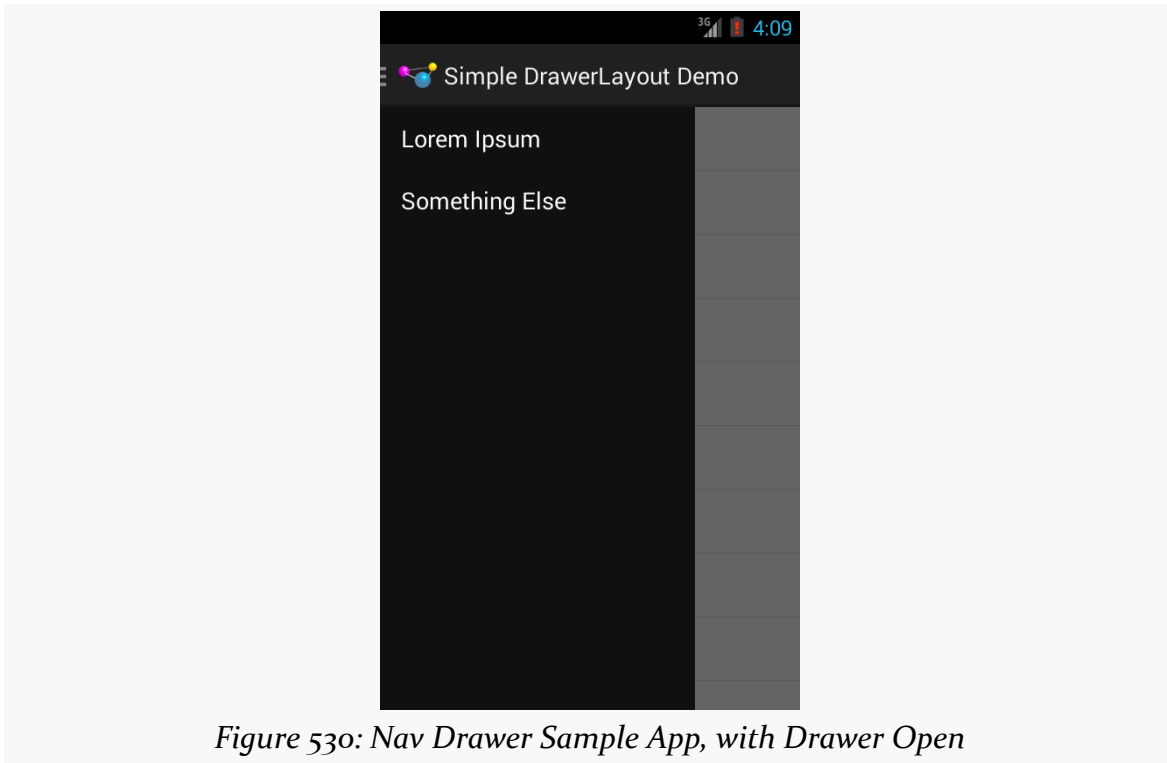 3G 4:09
Simple DrawerLayout Demo
Lorem Ipsum
Something Else
Figure 530: Nav Drawer Sample App, with Drawer Open